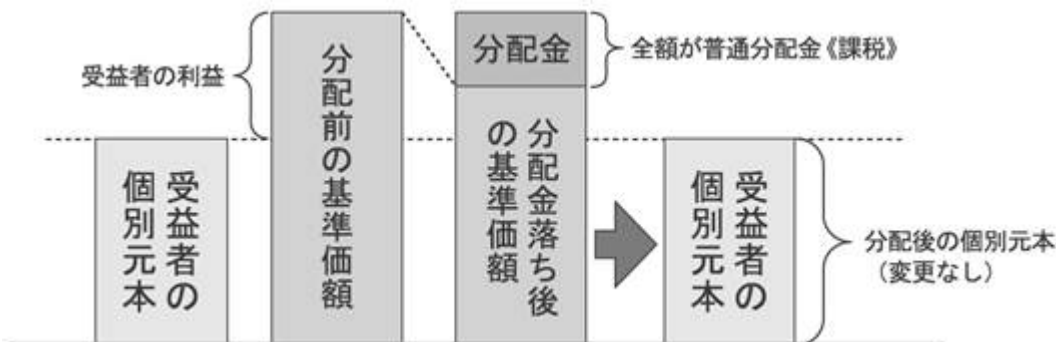 受益者の利益
受益者の
個別元本
分配前の基準価額
分配金
全額が普通分配金《課税》
分配金落ち後
の基準価額
受益者の
個別元本
分配後の個別元本
（変更なし）